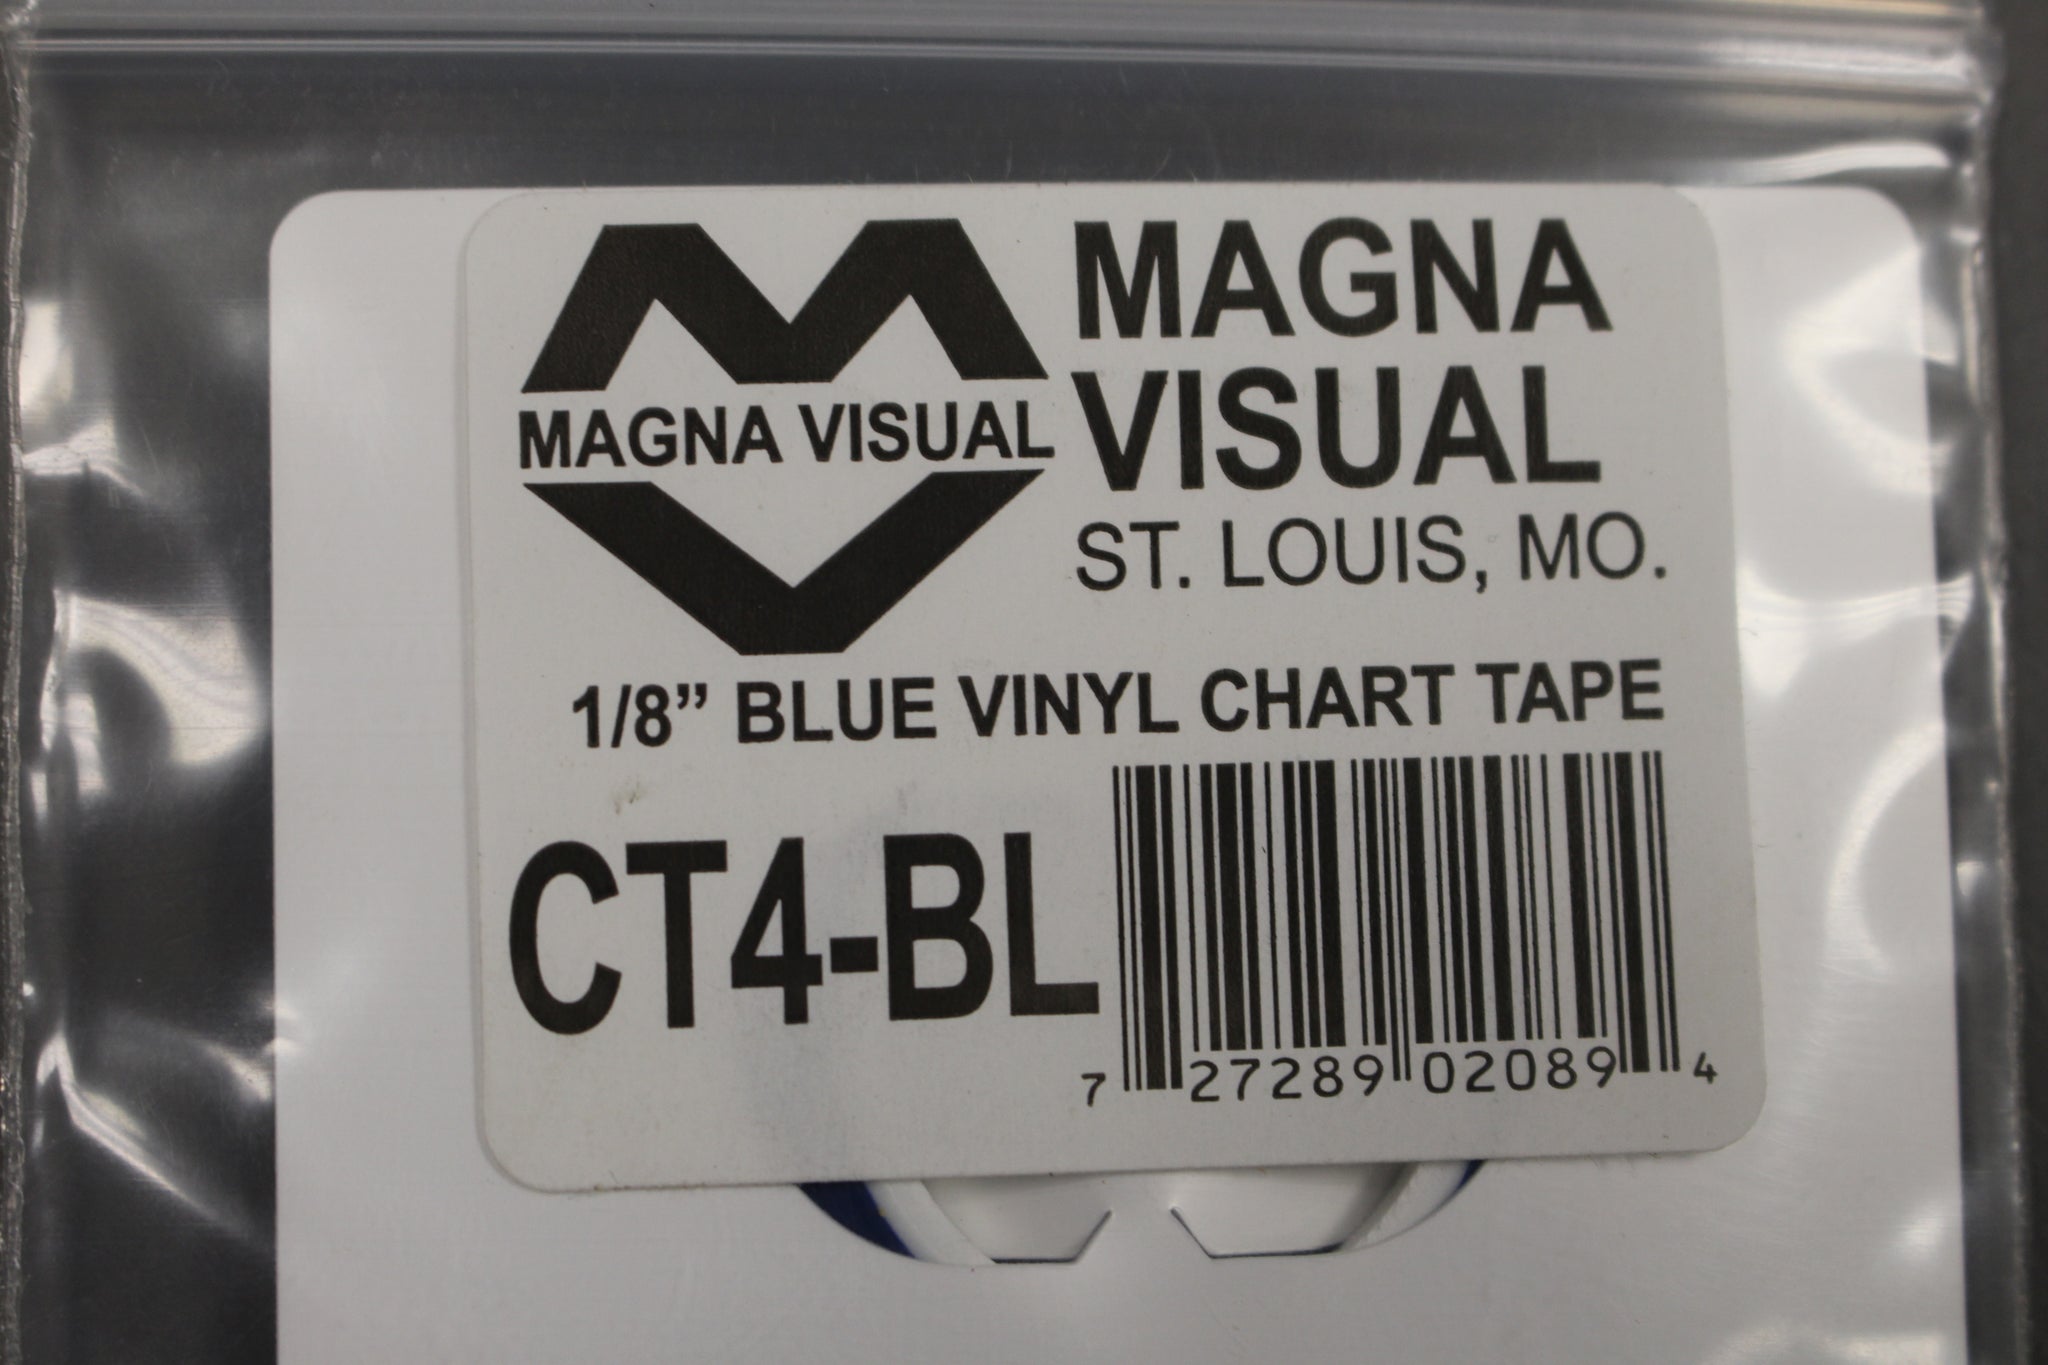 MAGNA VISUAL
MAGNA
VISUAL
ST. LOUIS, MO.
1/8” BLUE VINYL CHART TAPE
CT4-BL
7 27289 02089 4